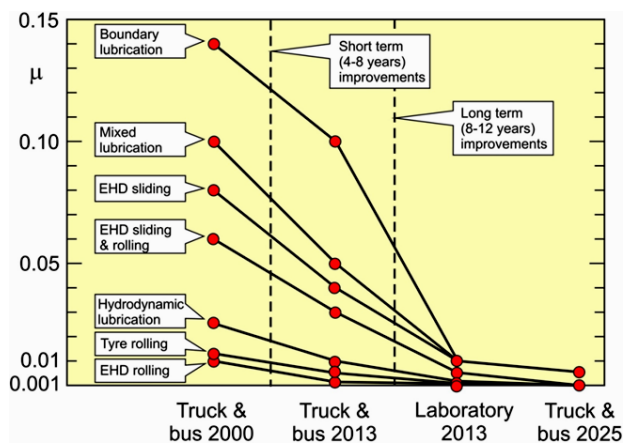 0.15
μ
0.10
0.05
0.01
0.001
Boundary
lubrication
Mixed
lubrication
EHD sliding
EHD sliding
& rolling
Hydrodynamic
lubrication
Tyre rolling
EHD rolling
Short term
(4-8 years)
improvements
Long term
(8-12 years)
improvements
Truck &
bus 2000
Truck &
bus 2013
Laboratory
2013
Truck &
bus 2025